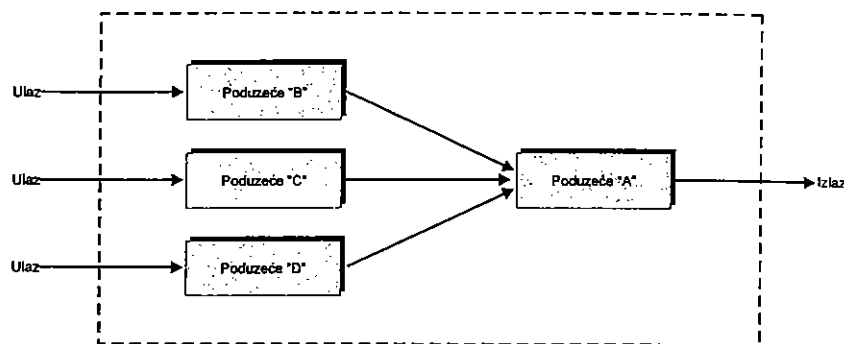 Ulaz
Poduzeće "B"
Ulaz
Poduzeće "C"
Poduzeće "A"
Izlaz
Ulaz
Poduzeće "D"